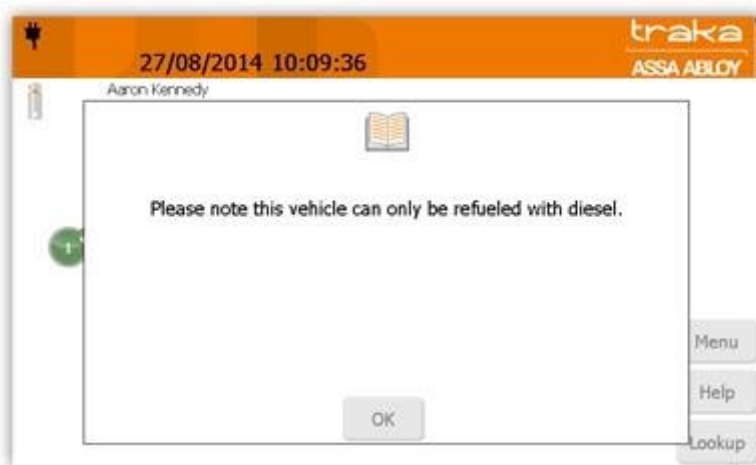 traka
27/08/2014 10:09:36
ASSA ABLOY
Aaron Kennedy
Please note this vehicle can only be refueled with diesel.
1
Menu
Help
OK
Lookup